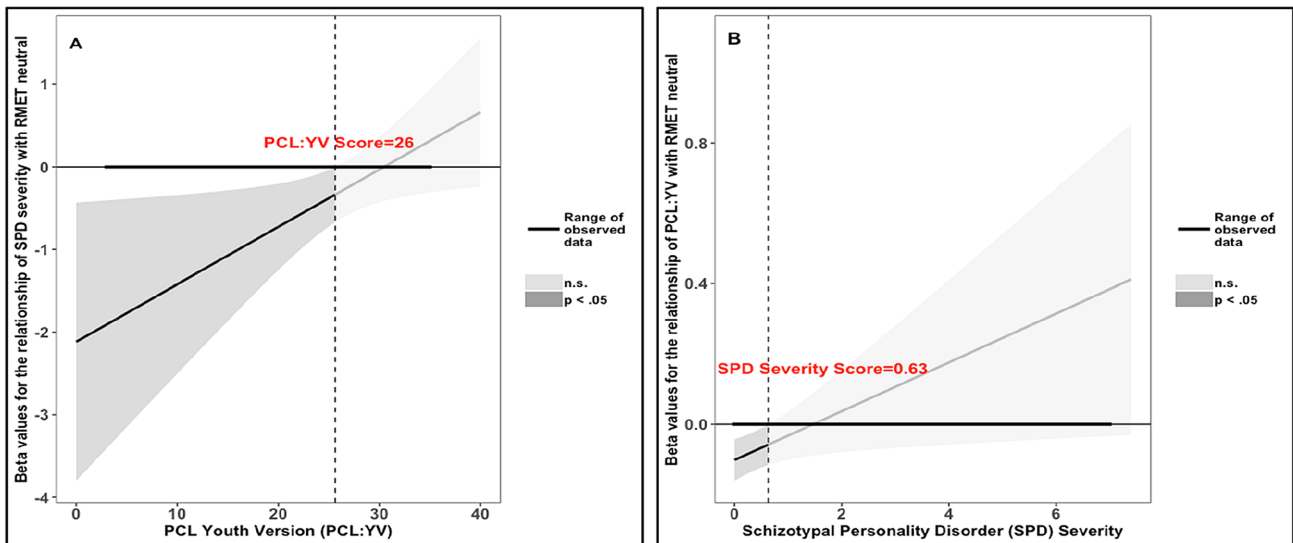 A
Beta values for the relationship of SPD severity with RMET neutral
1
0
-1
-2
-3
-4
PCL:YV Score=26
0
10
20
30
40
PCL Youth Version (PCL:YV)
Range of
observed
data
n.s.
p < .05
B
Beta values for the relationship of PCL:YV with RMET neutral
0.8
0.4
0.0
SPD Severity Score=0.63
0
2
4
6
Schizotypal Personality Disorder (SPD) Severity
Range of
observed
data
n.s.
p < .05